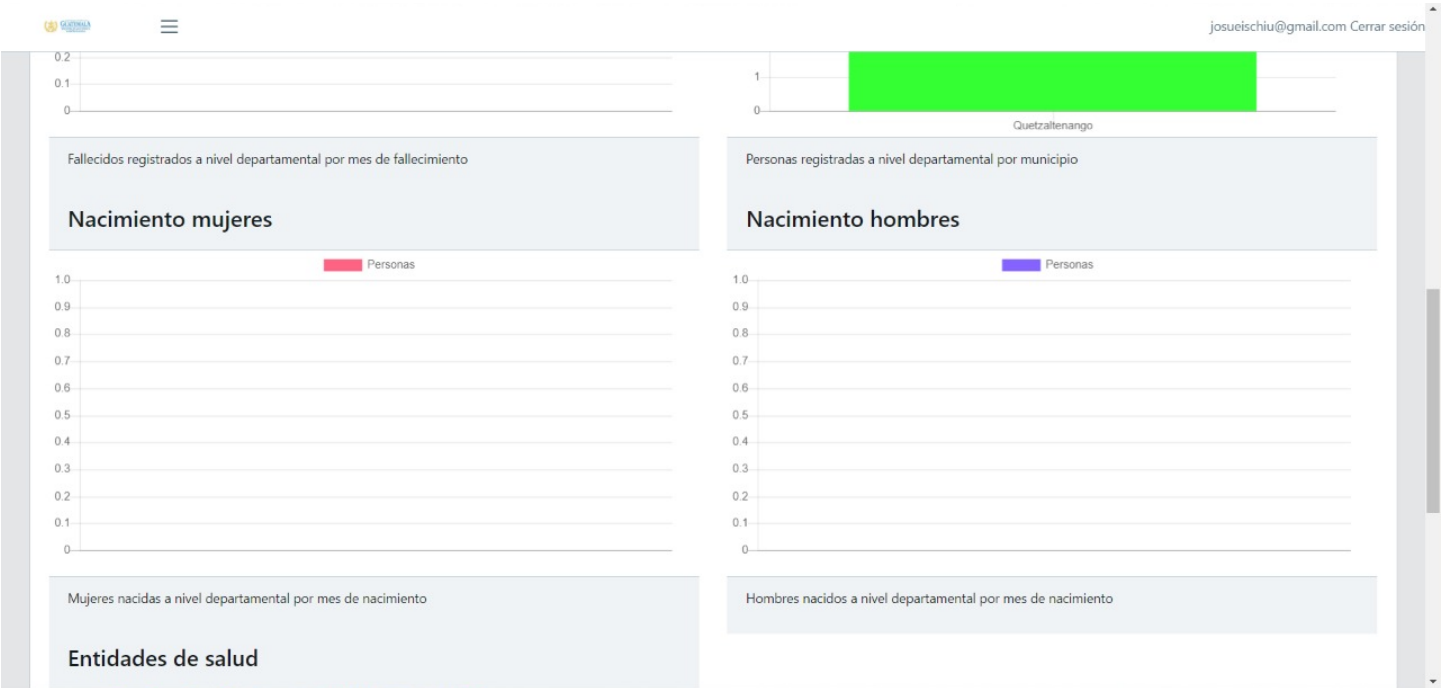 GUATEMALA
josueischiu@gmail.com Cerrar sesión
0.2
0.1
0
1
0
Quetzaltenango
Fallecidos registrados a nivel departamental por mes de fallecimiento
Personas registradas a nivel departamental por municipio
Nacimiento mujeres
Nacimiento hombres
Personas
1.0
0.9
0.8
0.7
0.6
0.5
0.4
0.3
0.2
0.1
0
Personas
1.0
0.9
0.8
0.7
0.6
0.5
0.4
0.3
0.2
0.1
0
Mujeres nacidas a nivel departamental por mes de nacimiento
Hombres nacidos a nivel departamental por mes de nacimiento
Entidades de salud